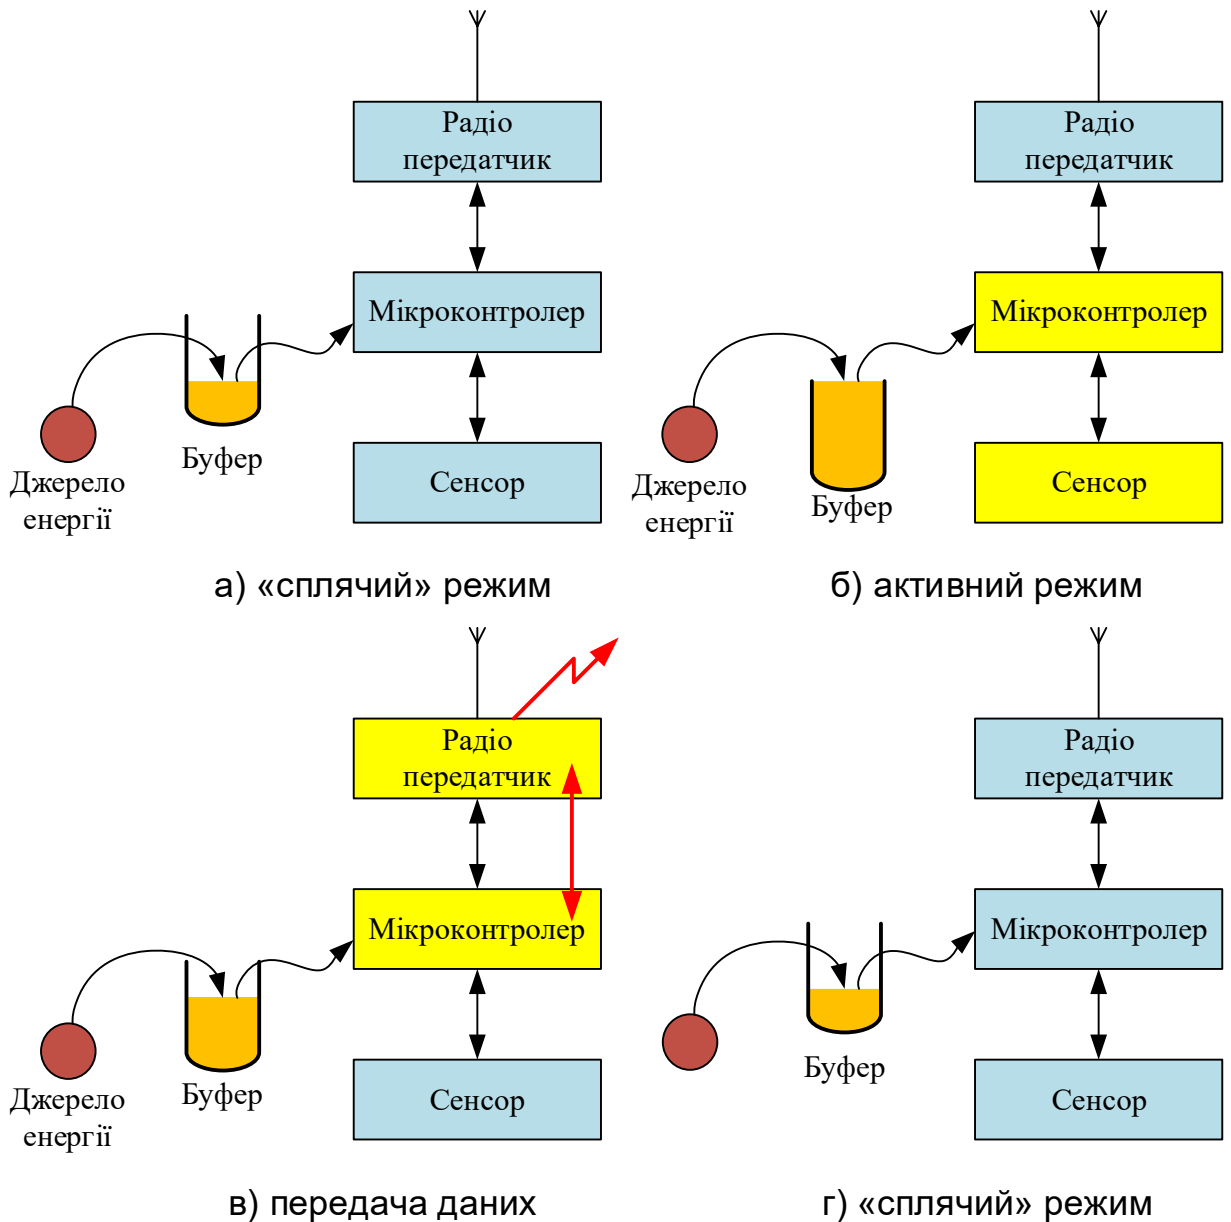 Радіо
передатчик
Мікроконтролер
Буфер
Сенсор
Джерело
енергії
а) «сплячий» режим
Радіо
передатчик
Мікроконтролер
Буфер
Сенсор
Джерело
енергії
б) активний режим
Радіо
передатчик
Мікроконтролер
Буфер
Сенсор
Джерело
енергії
в) передача даних
Радіо
передатчик
Мікроконтролер
Буфер
Сенсор
г) «сплячий» режим